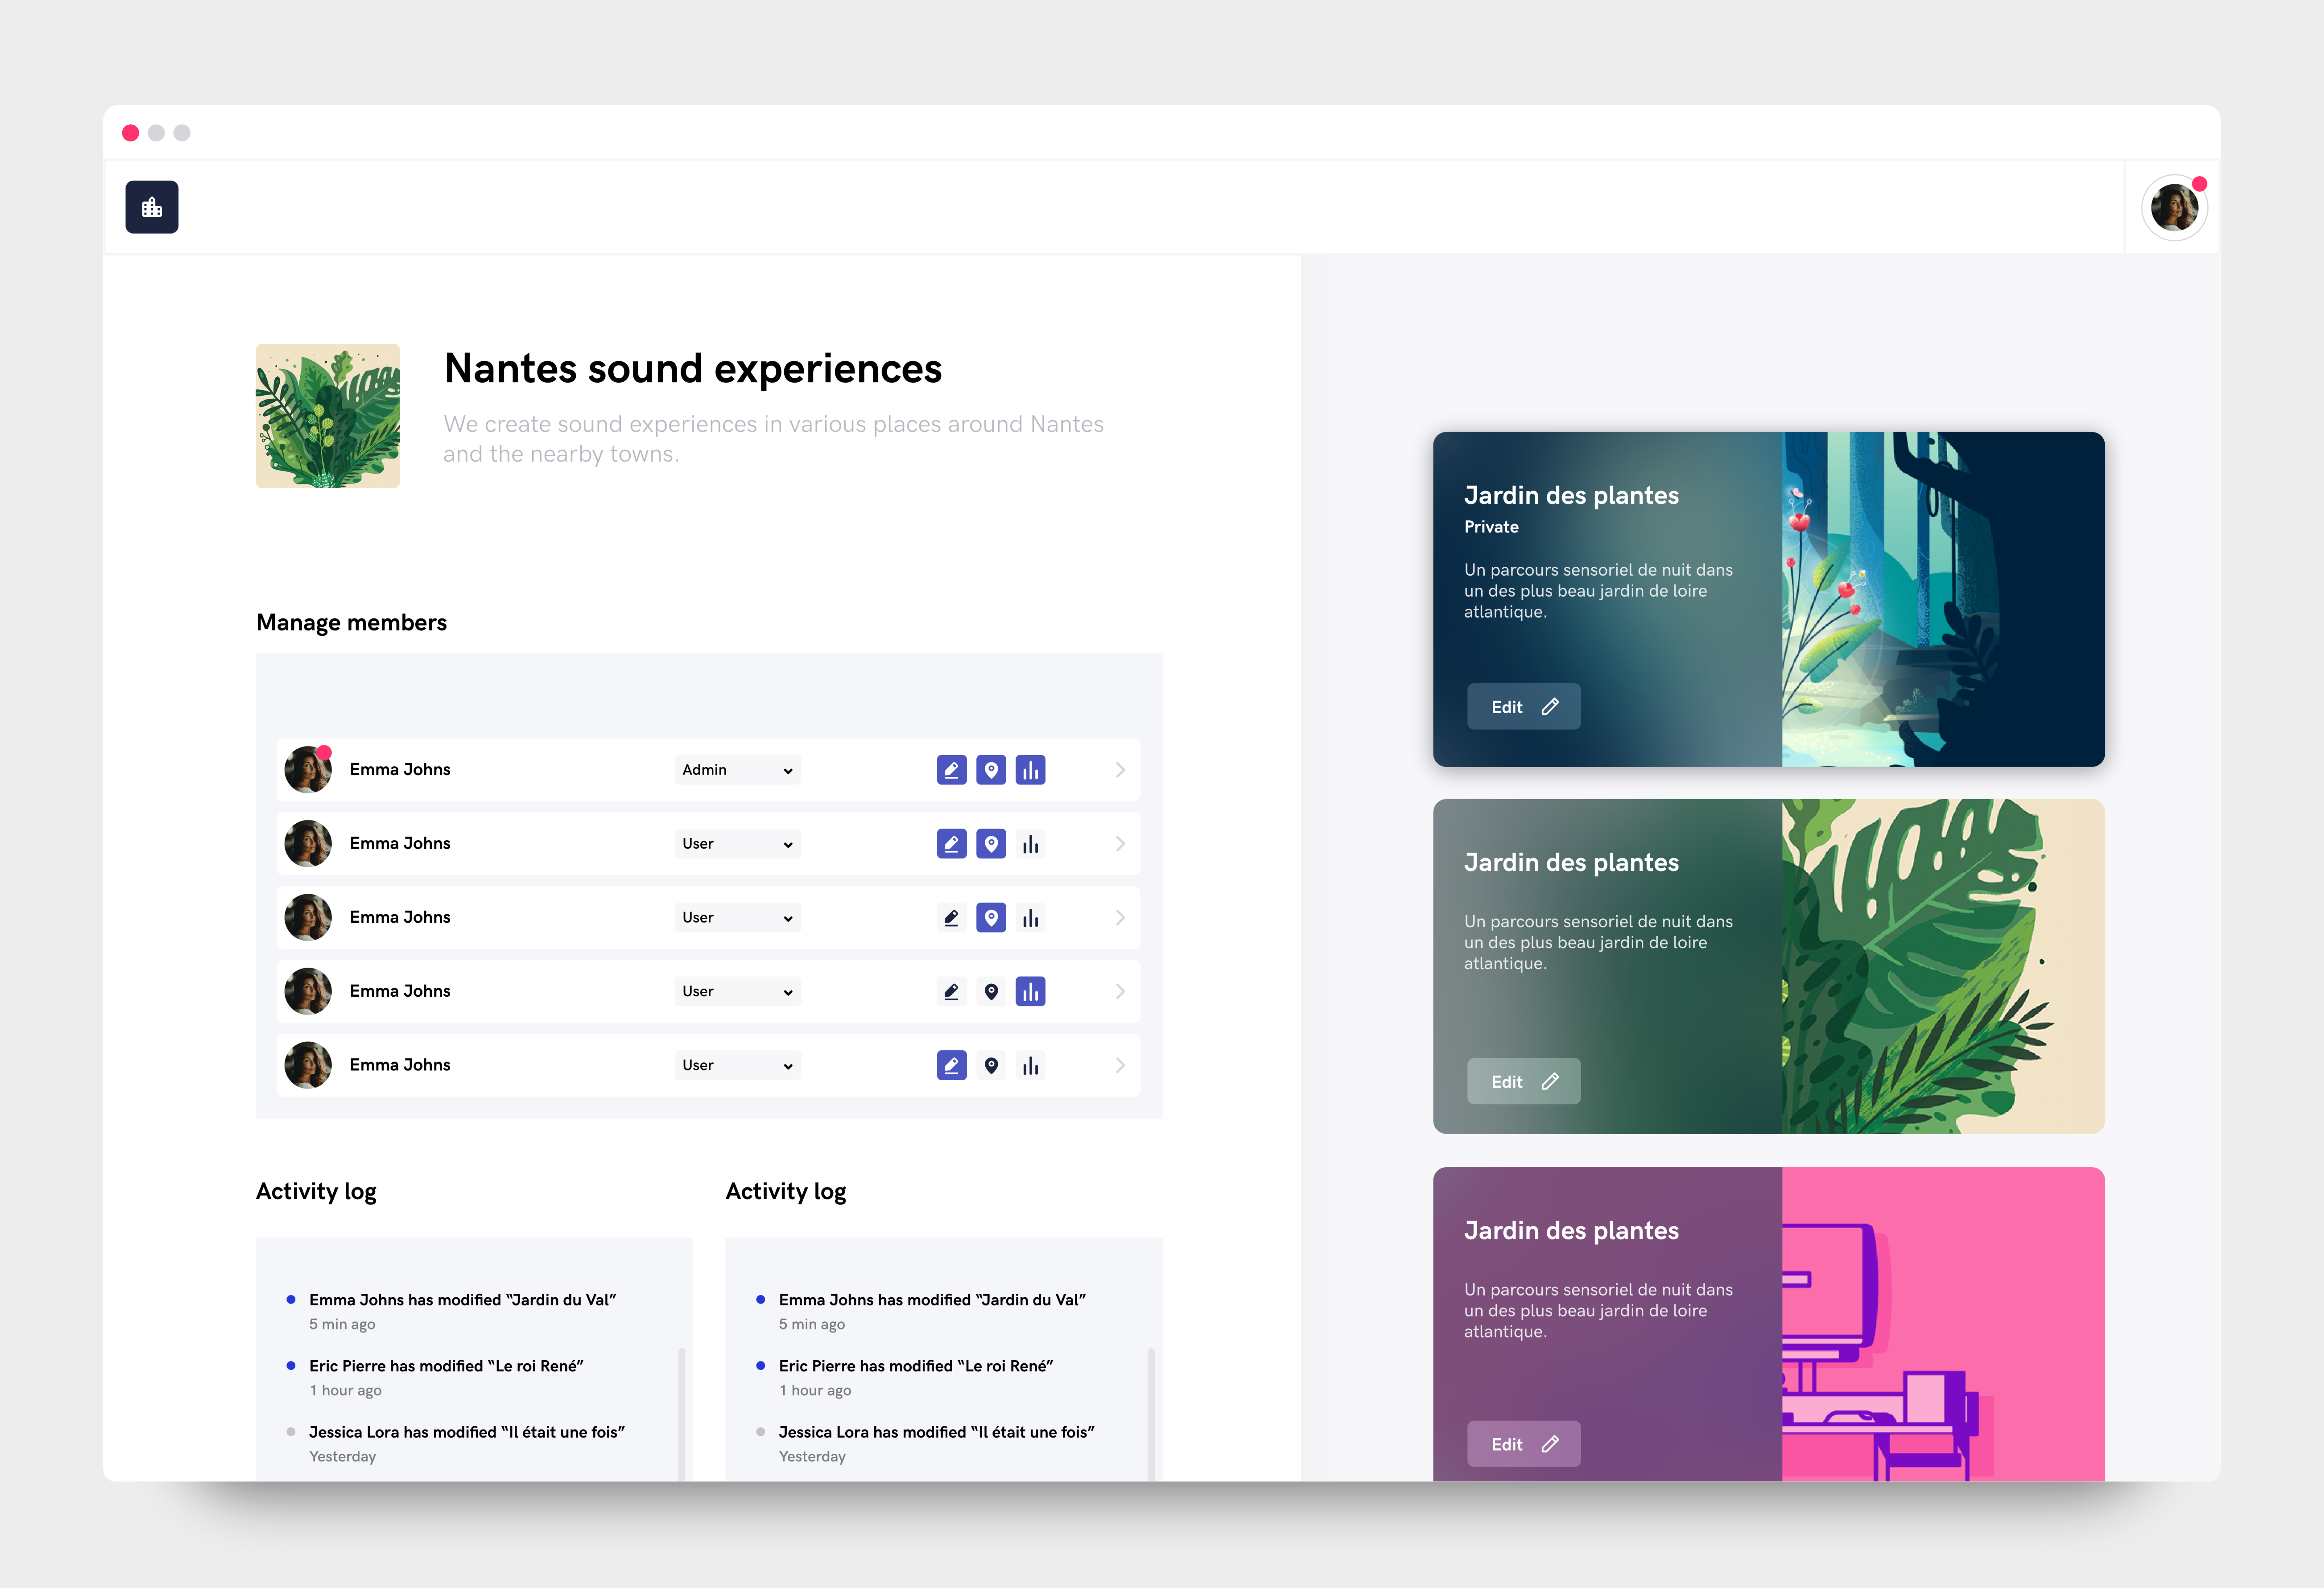 Nantes sound experiences
We create sound experiences in various places around Nantes
and the nearby towns.
Manage members
Emma Johns Admin
Emma Johns User
Emma Johns User
Emma Johns User
Emma Johns User
Activity log
Emma Johns has modified “Jardin du Val”
5 min ago
Eric Pierre has modified “Le roi René”
1 hour ago
Jessica Lora has modified “Il était une fois”
Yesterday
Activity log
Emma Johns has modified “Jardin du Val”
5 min ago
Eric Pierre has modified “Le roi René”
1 hour ago
Jessica Lora has modified “Il était une fois”
Yesterday
Jardin des plantes
Private
Un parcours sensoriel de nuit dans
un des plus beau jardin de loire
atlantique.
Edit
Jardin des plantes
Un parcours sensoriel de nuit dans
un des plus beau jardin de loire
atlantique.
Edit
Jardin des plantes
Un parcours sensoriel de nuit dans
un des plus beau jardin de loire
atlantique.
Edit